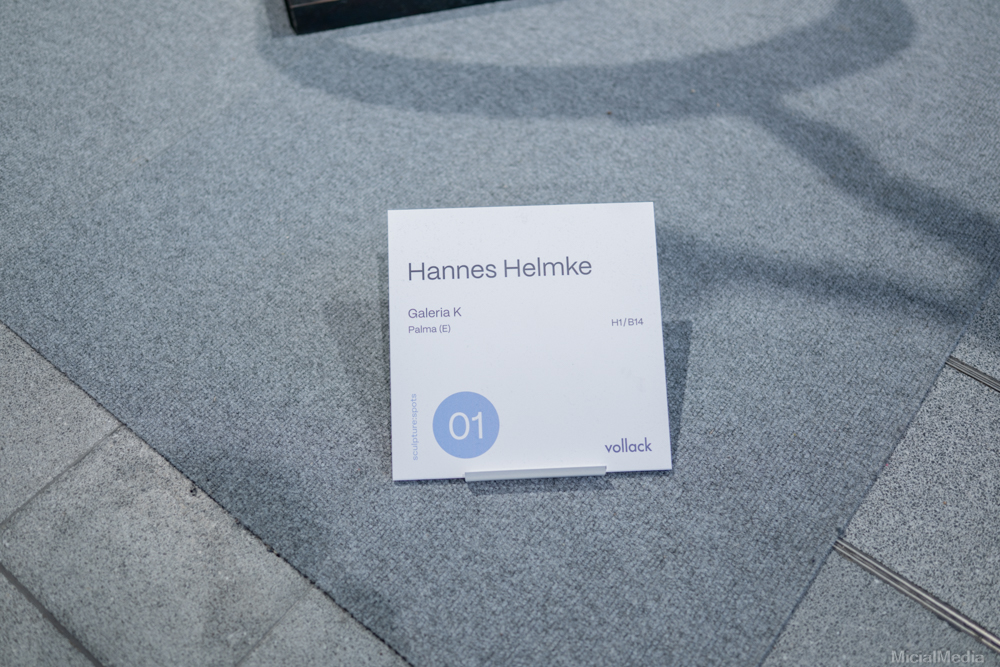 Hannes Helmke
Galeria K
Palma (E)
H1/B14
sculpture:spots
01
vollack
MicialMedia